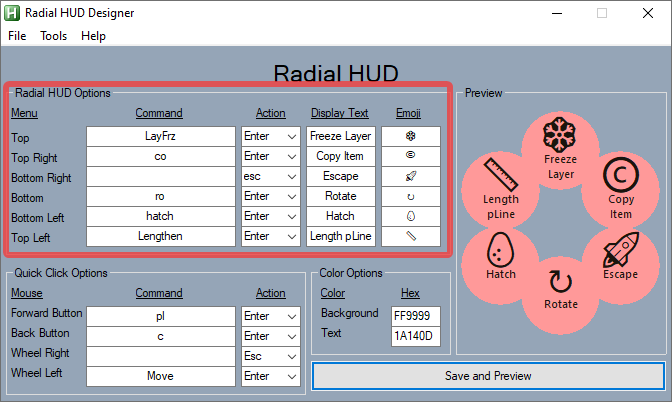 Radial HUD Designer
File Tools Help
Radial HUD
Radial HUD Options
Menu Command Action Display Text Emoji
Top LayFrz Enter Freeze Layer
Top Right co Enter Copy Item ©
Bottom Right esc Escape
Bottom ro Enter Rotate ↻
Bottom Left hatch Enter Hatch
Top Left Lengthen Enter Length pLine
Quick Click Options
Mouse Command Action
Forward Button pl Enter
Back Button c Enter
Wheel Right Esc
Wheel Left Move Enter
Color Options
Color Hex
Background FF9999
Text 1A140D
Preview
Freeze
Layer
Length
pLine
©
Copy
Item
Hatch
Escape
↻
Rotate
Save and Preview